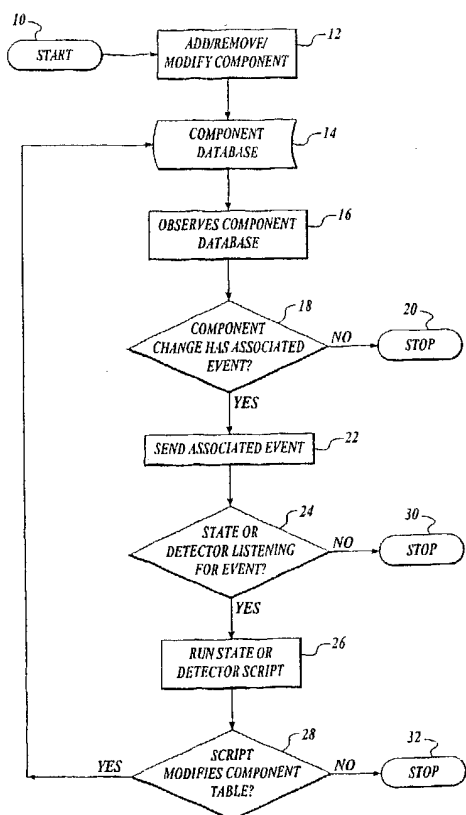 10
START
ADD/REMOVE/
MODIFY COMPONENT
12
COMPONENT
DATABASE
14
OBSERVES COMPONENT
DATABASE
16
COMPONENT
CHANGE HAS ASSOCIATED
EVENT?
18
NO
20
STOP
YES
SEND ASSOCIATED EVENT
22
STATE OR
DETECTOR LISTENING
FOR EVENT?
24
NO
30
STOP
YES
RUN STATE OR
DETECTOR SCRIPT
26
YES
SCRIPT
MODIFIES COMPONENT
TABLE?
28
NO
32
STOP